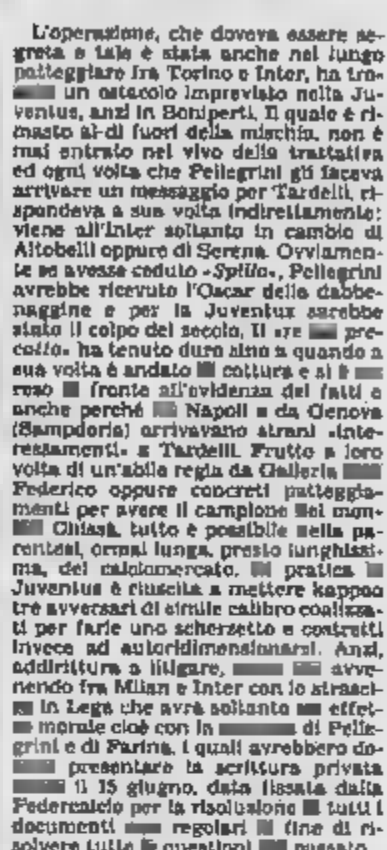 L'operazione, che doveva essere se-
greta e tale è stata anche nel lungo
patteggiare fra Torino e Inter, ha tro-
un ostacolo imprevisto nella Ju-
ventus, anzi in Boniperti. Il quale è ri-
masto al di fuori della mischia, non è
mai entrato nel vivo della trattativa
ed ogni volta che Pellegrini gli faceva
arrivare un messaggio per Tardelli, ri-
spondeva a sua volta indirettamente:
viene all'Inter soltanto in cambio di
Altobelli oppure di Serena. Ovviamen-
te se avesse ceduto «Spillo», Pellegrini
avrebbe ricevuto l'Oscar della dabbe-
naggine e per la Juventus sarebbe
stato il colpo del secolo. Il «re pre-
cotto» ha tenuto duro sino a quando a
sua volta è andato cottura e si è
reso fronte all'evidenza dei fatti e
anche perché Napoli e da Genova
(Sampdoria) arrivavano strani «inte-
ressamenti» a Tardelli. Frutto a loro
volta di un'abile regia da Galleria
Federico oppure concreti patteggia-
menti per avere il campione del mon-
Chissà, tutto è possibile nella pa-
rentesi, ormai lunga, presto lunghissi-
ma, del calciomercato. pratica
Juventus è riuscita a mettere kappaò
tre avversari di simile calibro coalizza-
ti per farle uno scherzetto e costretti
invece ad autoridimensionarsi. Anzi,
addirittura a litigare, avve-
nendo fra Milan e Inter con lo strasci-
in Lega che avrà soltanto effet-
morale cioè con la di Pelle-
grini e di Farina, i quali avrebbero do-
presentare la scrittura privata
il 15 giugno, data fissata dalla
Federcalcio per la risoluzione tutti i
documenti regolari fine di ri-
solvere tutte questioni